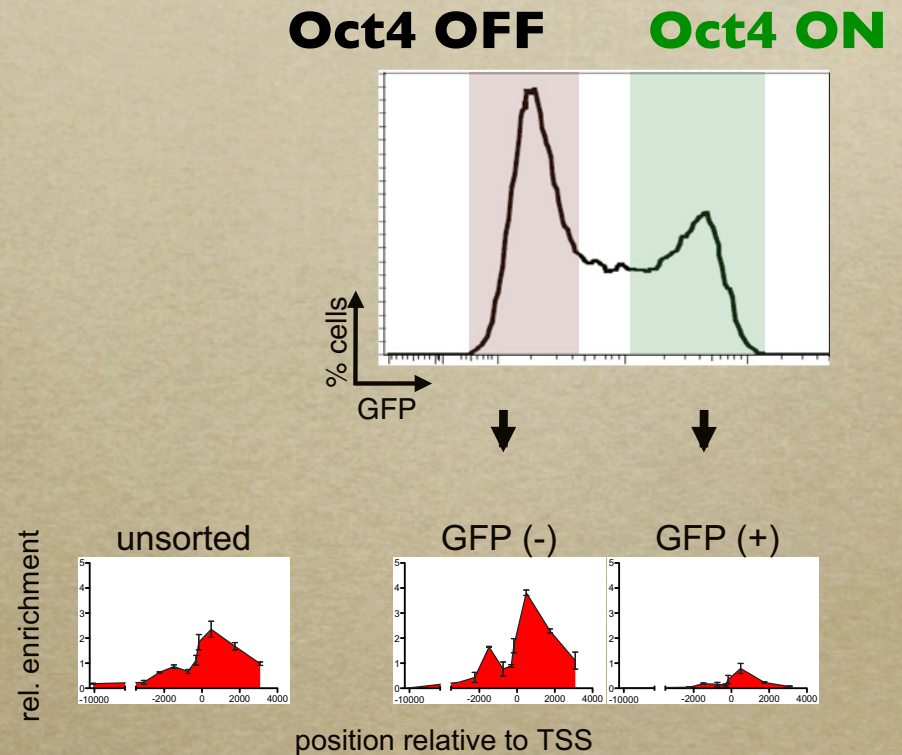 Oct4 OFF Oct4 ON
% cells
GFP
unsorted GFP (-) GFP (+)
rel. enrichment
5 5 5
4 4 4
3 3 3
2 2 2
1 1 1
0 0 0
-10000 -2000 0 2000 4000 -10000 -2000 0 2000 4000 -10000 -2000 0 2000 4000
position relative to TSS